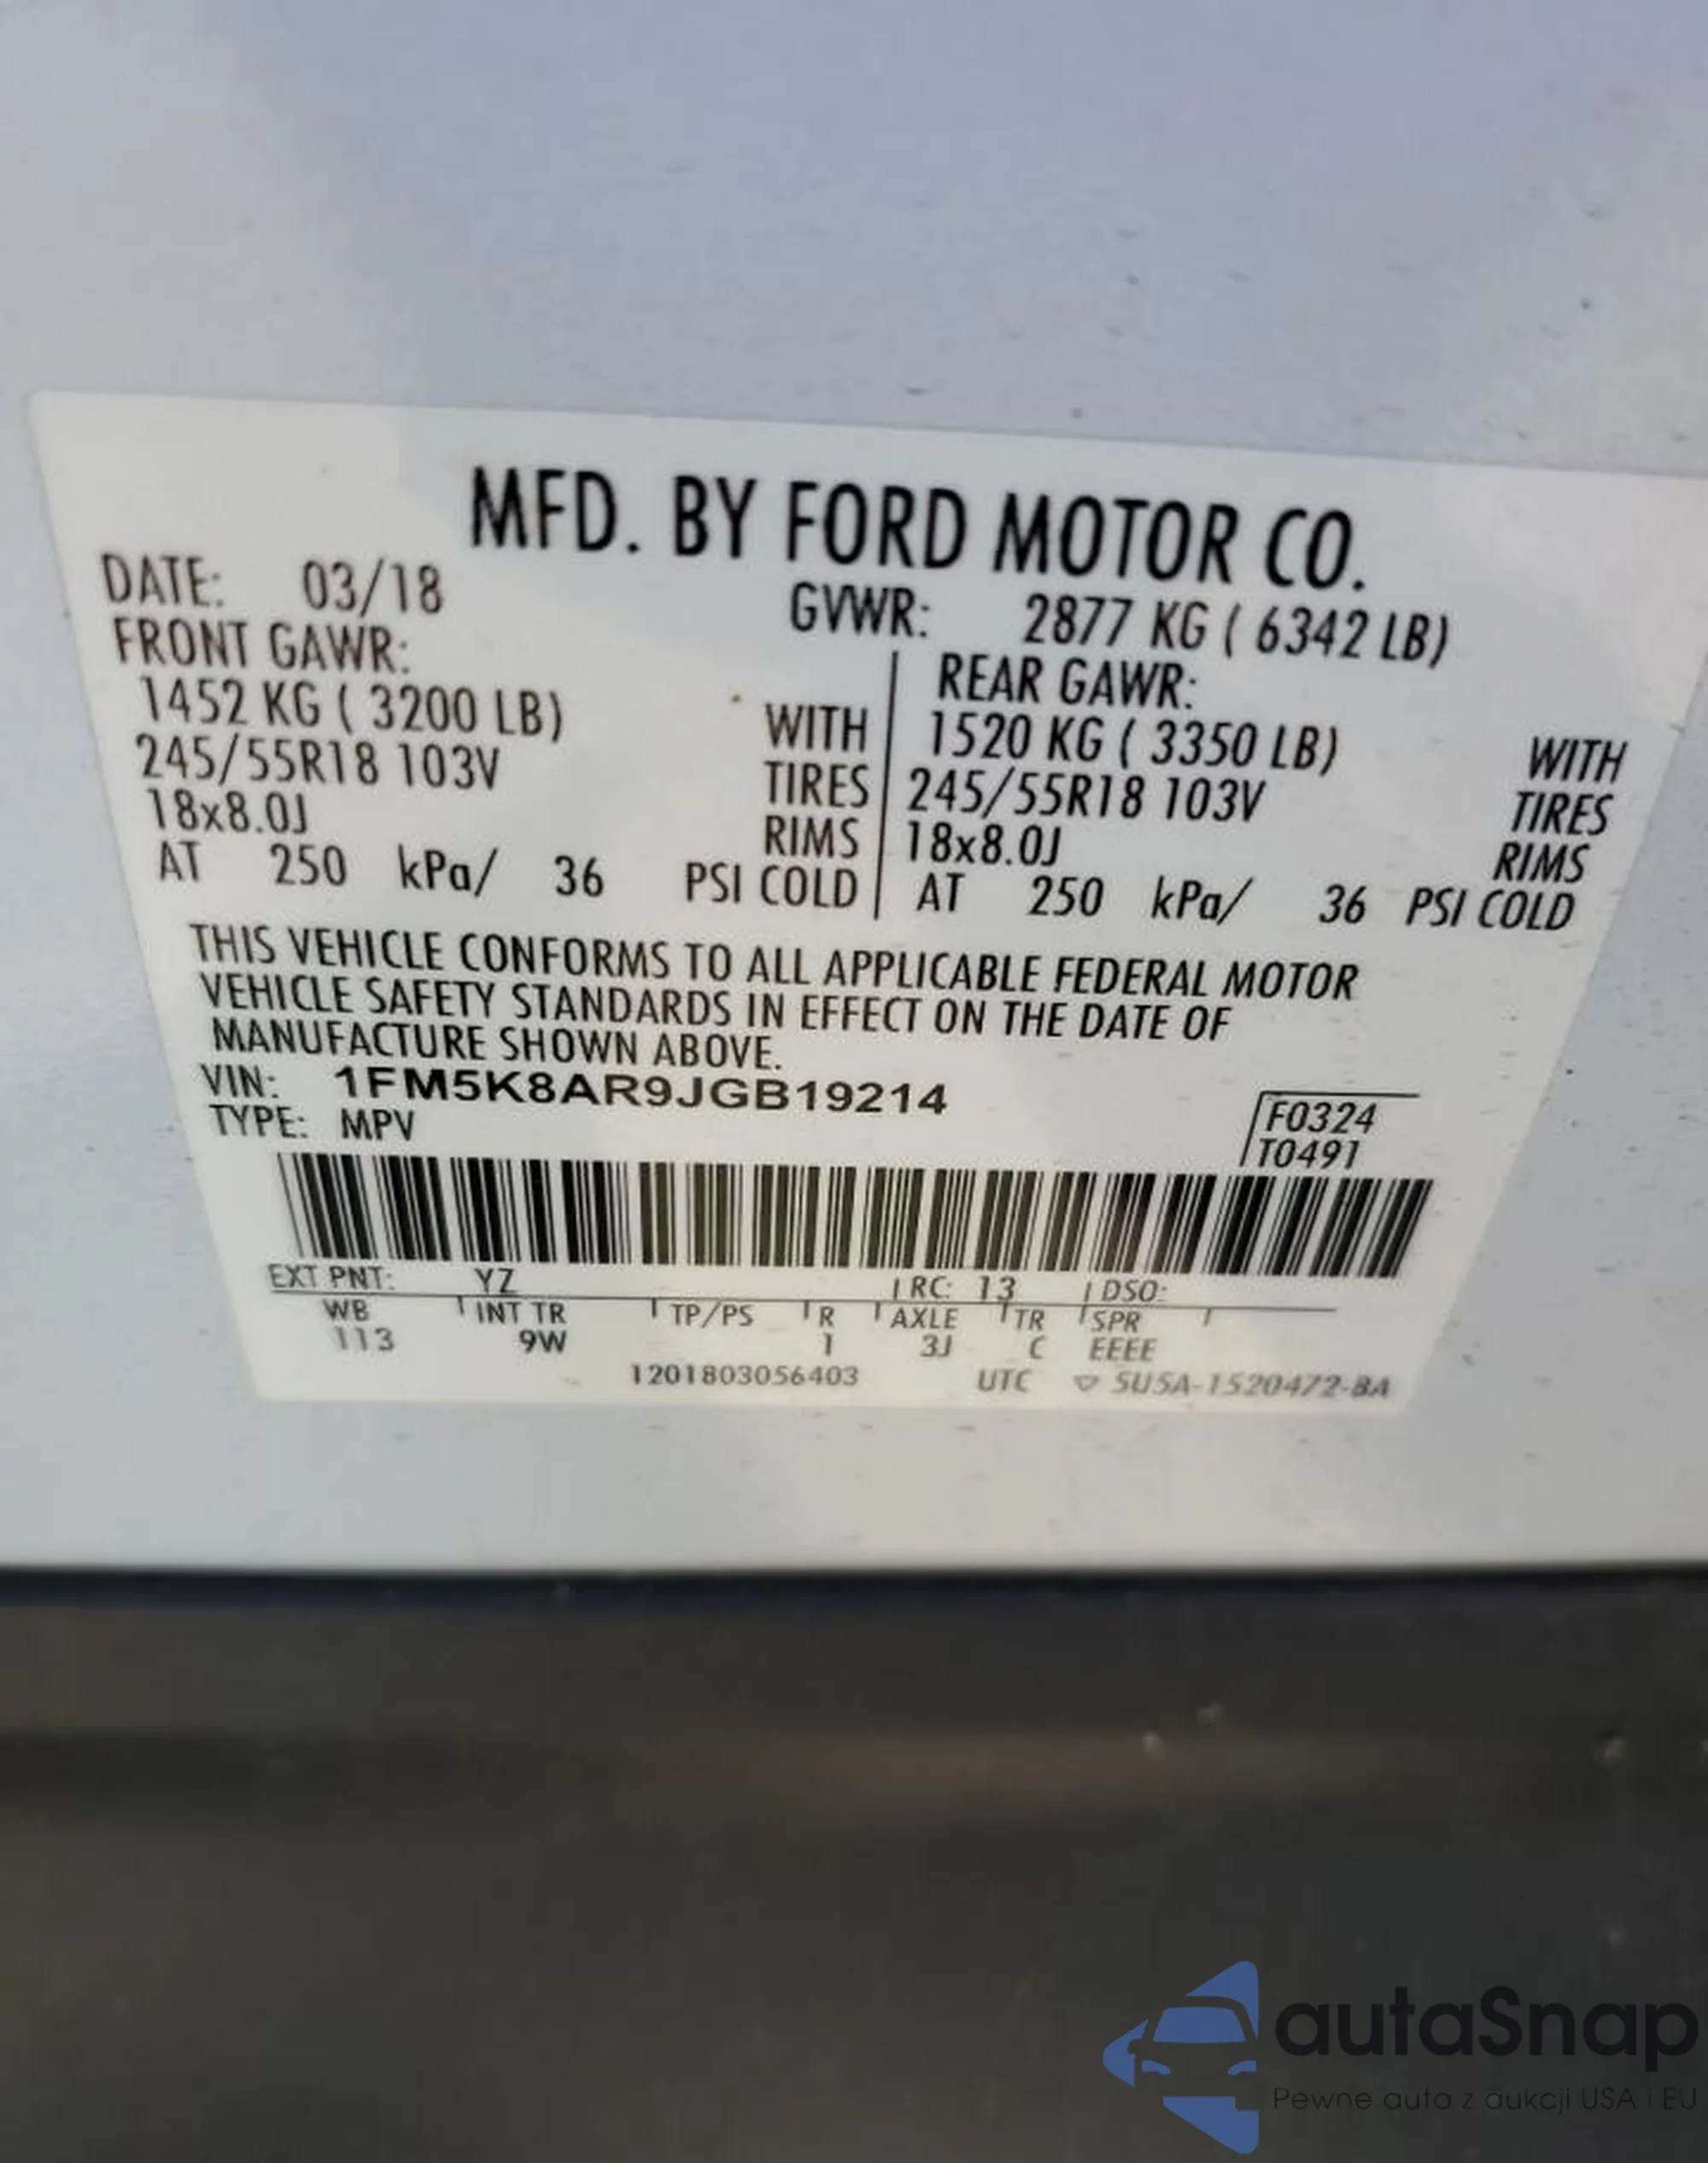 MFD. BY FORD MOTOR CO.
DATE: 03/18 GVWR: 2877 KG ( 6342 LB)
FRONT GAWR: REAR GAWR:
1452 KG ( 3200 LB) WITH 1520 KG ( 3350 LB) WITH
245/55R18 103V TIRES 245/55R18 103V TIRES
18x8.0J RIMS 18x8.0J RIMS
AT 250 kPa/ 36 PSI COLD AT 250 kPa/ 36 PSI COLD
THIS VEHICLE CONFORMS TO ALL APPLICABLE FEDERAL MOTOR
VEHICLE SAFETY STANDARDS IN EFFECT ON THE DATE OF
MANUFACTURE SHOWN ABOVE.
VIN: 1FM5K8AR9JGB19214
TYPE: MPV
F0324
T0491
EXT PNT: YZ RC: 13 DSO:
WB INT TR TP/PS R AXLE TR SPR
113 9W 1 3J C EEEE
1201803056403 UTC ▽ 5U5A-1520472-BA
autaSnap
Pewne auta z aukcji USA i EU